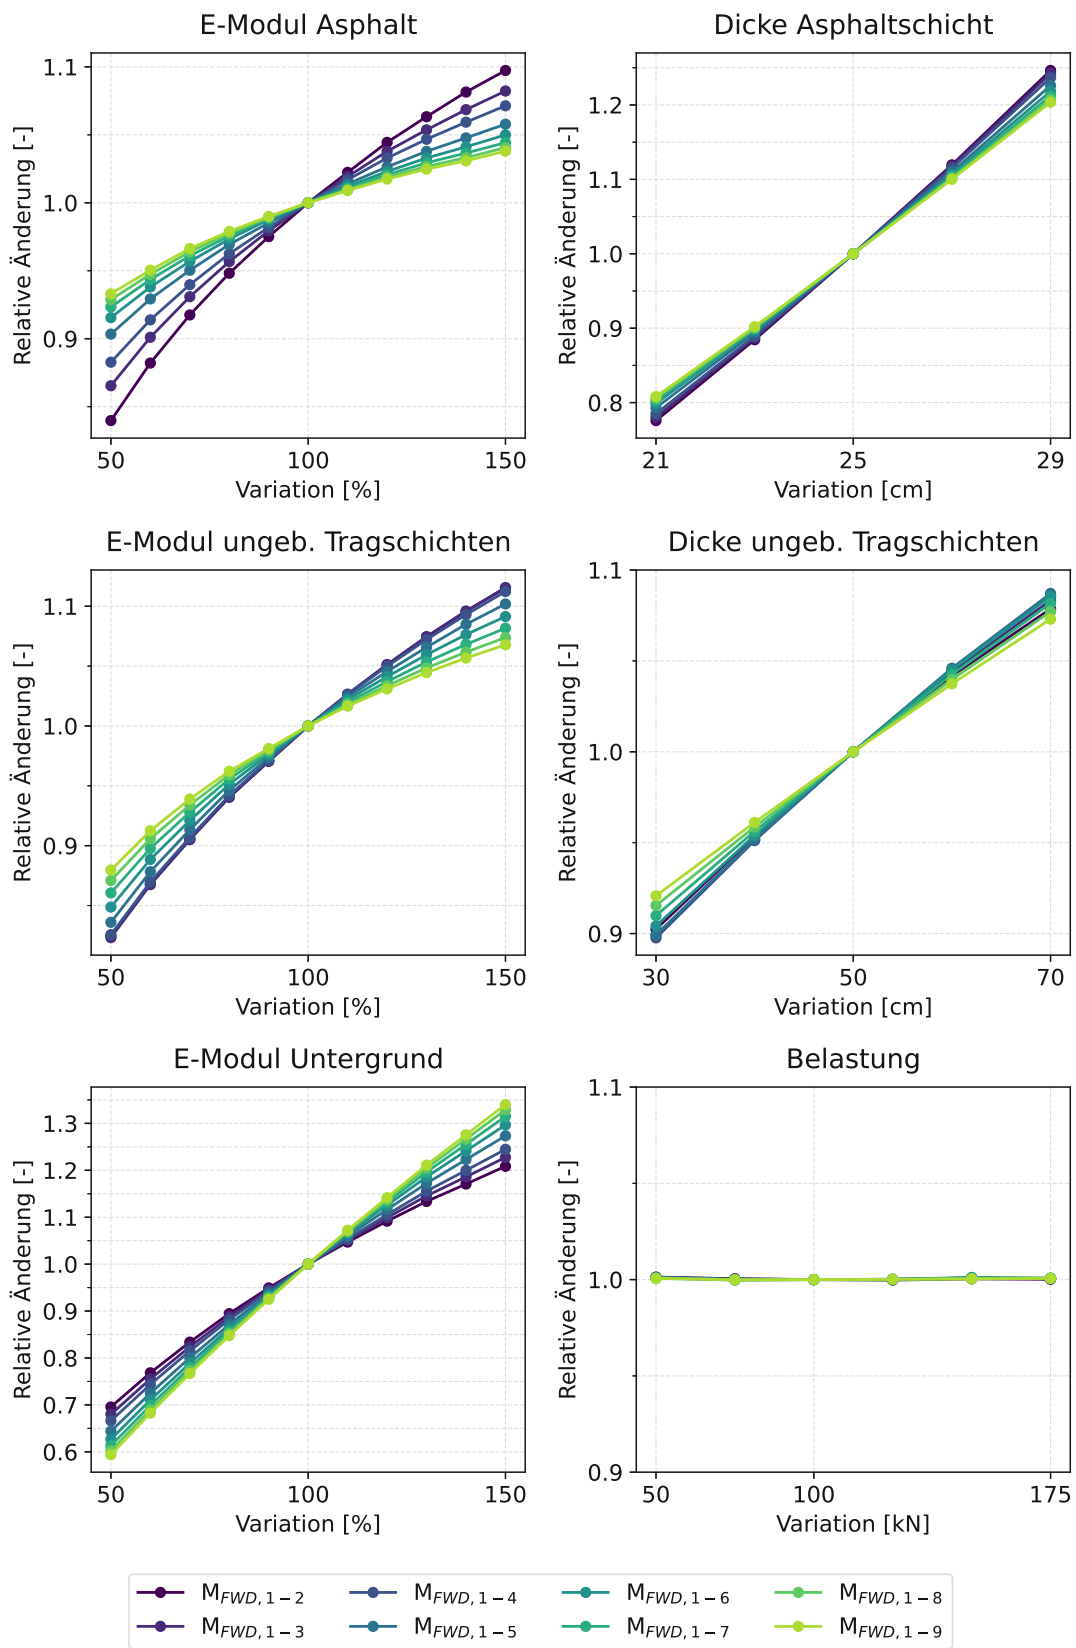 E-Modul Asphalt
Relative Änderung [-]
1.1
1.0
0.9
50 100 150
Variation [%]
Dicke Asphaltschicht
Relative Änderung [-]
1.2
1.1
1.0
0.9
0.8
21 25 29
Variation [cm]
E-Modul ungeb. Tragschichten
Relative Änderung [-]
1.1
1.0
0.9
50 100 150
Variation [%]
Dicke ungeb. Tragschichten
Relative Änderung [-]
1.1
1.0
0.9
30 50 70
Variation [cm]
E-Modul Untergrund
Relative Änderung [-]
1.3
1.2
1.1
1.0
0.9
0.8
0.7
0.6
50 100 150
Variation [%]
Belastung
Relative Änderung [-]
1.1
1.0
0.9
50 100 175
Variation [kN]
M_FWD, 1−2 M_FWD, 1−4 M_FWD, 1−6 M_FWD, 1−8
M_FWD, 1−3 M_FWD, 1−5 M_FWD, 1−7 M_FWD, 1−9